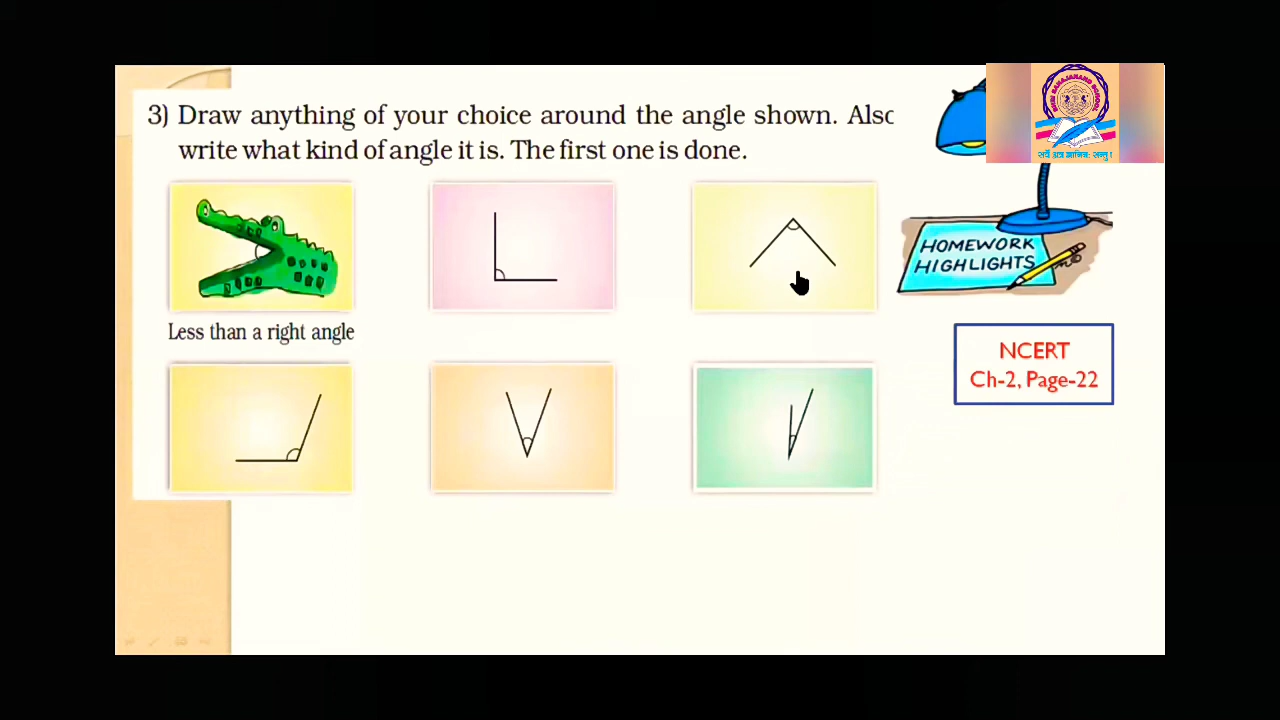 3) Draw anything of your choice around the angle shown. Also
write what kind of angle it is. The first one is done.
HOMEWORK
HIGHLIGHTS
Less than a right angle
NCERT
Ch-2, Page-22